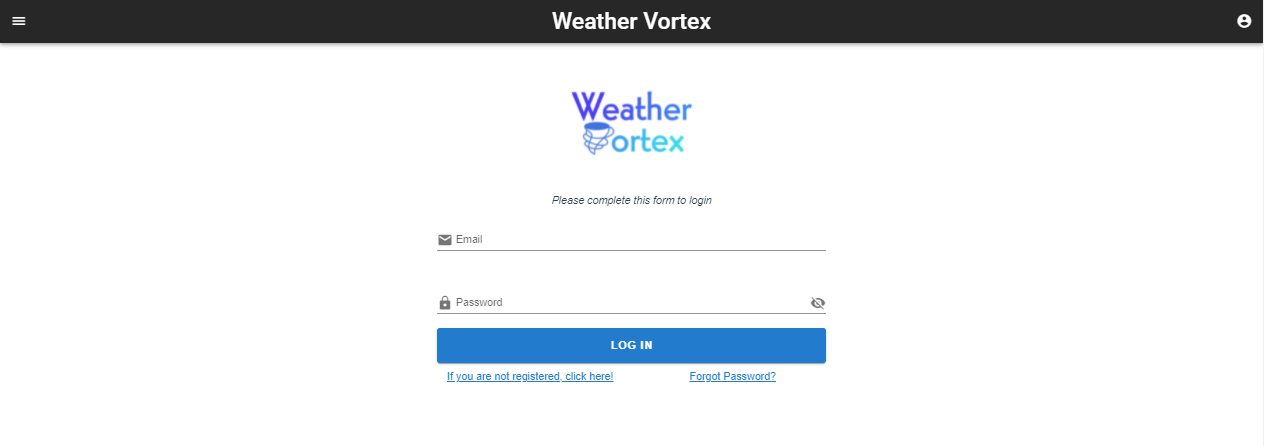 Weather Vortex
Weather
Vortex
Please complete this form to login
Email
Password
LOG IN
If you are not registered, click here!
Forgot Password?